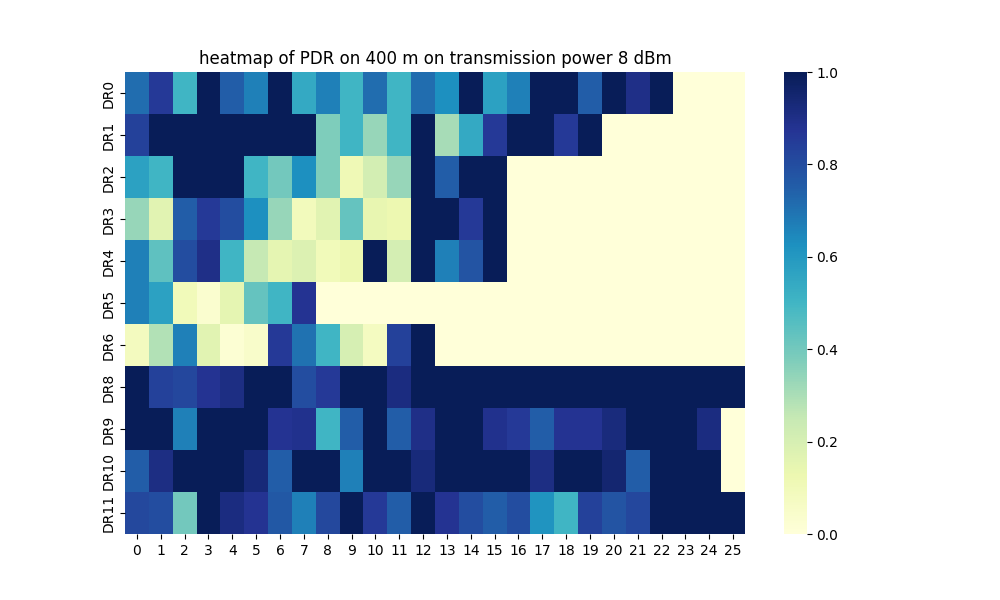 heatmap of PDR on 400 m on transmission power 8 dBm
DR0
DR1
DR2
DR3
DR4
DR5
DR6
DR8
DR9
DR10
DR11
0 1 2 3 4 5 6 7 8 9 10 11 12 13 14 15 16 17 18 19 20 21 22 23 24 25
1.0
0.8
0.6
0.4
0.2
0.0